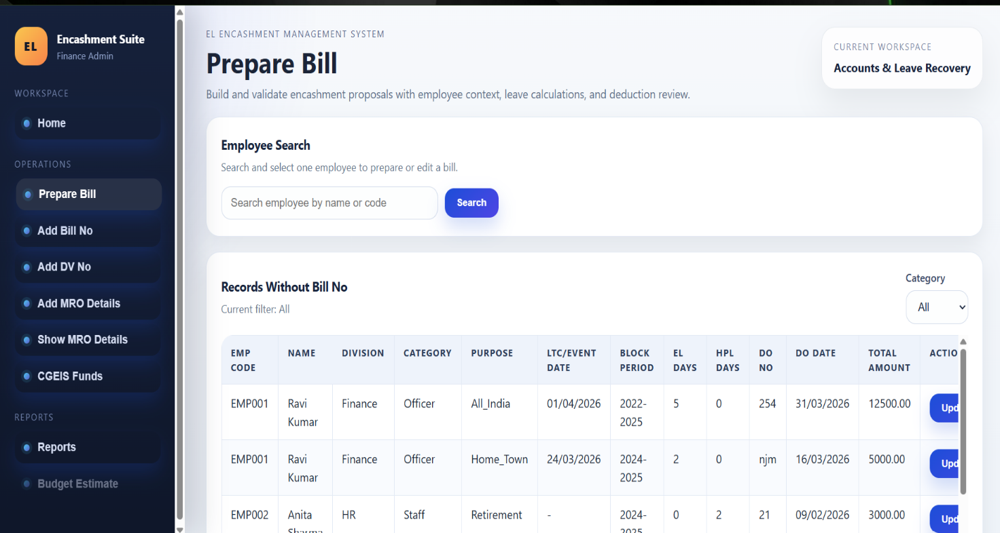 EL
Encashment Suite
Finance Admin
WORKSPACE
Home
OPERATIONS
Prepare Bill
Add Bill No
Add DV No
Add MRO Details
Show MRO Details
CGEIS Funds
REPORTS
Reports
Budget Estimate
EL ENCASHMENT MANAGEMENT SYSTEM
Prepare Bill
Build and validate encashment proposals with employee context, leave calculations, and deduction review.
CURRENT WORKSPACE
Accounts & Leave Recovery
Employee Search
Search and select one employee to prepare or edit a bill.
Search employee by name or code
Search
Records Without Bill No
Current filter: All
Category
All
EMP CODE NAME DIVISION CATEGORY PURPOSE LTC/EVENT DATE BLOCK PERIOD EL DAYS HPL DAYS DO NO DO DATE TOTAL AMOUNT ACTIO
EMP001 Ravi Kumar Finance Officer All_India 01/04/2026 2022-2025 5 0 254 31/03/2026 12500.00 Upd
EMP001 Ravi Kumar Finance Officer Home_Town 24/03/2026 2024-2025 2 0 njm 16/03/2026 5000.00 Upd
EMP002 Anita Sharma HR Staff Retirement - 2024-2025 0 2 21 09/02/2026 3000.00 Upd